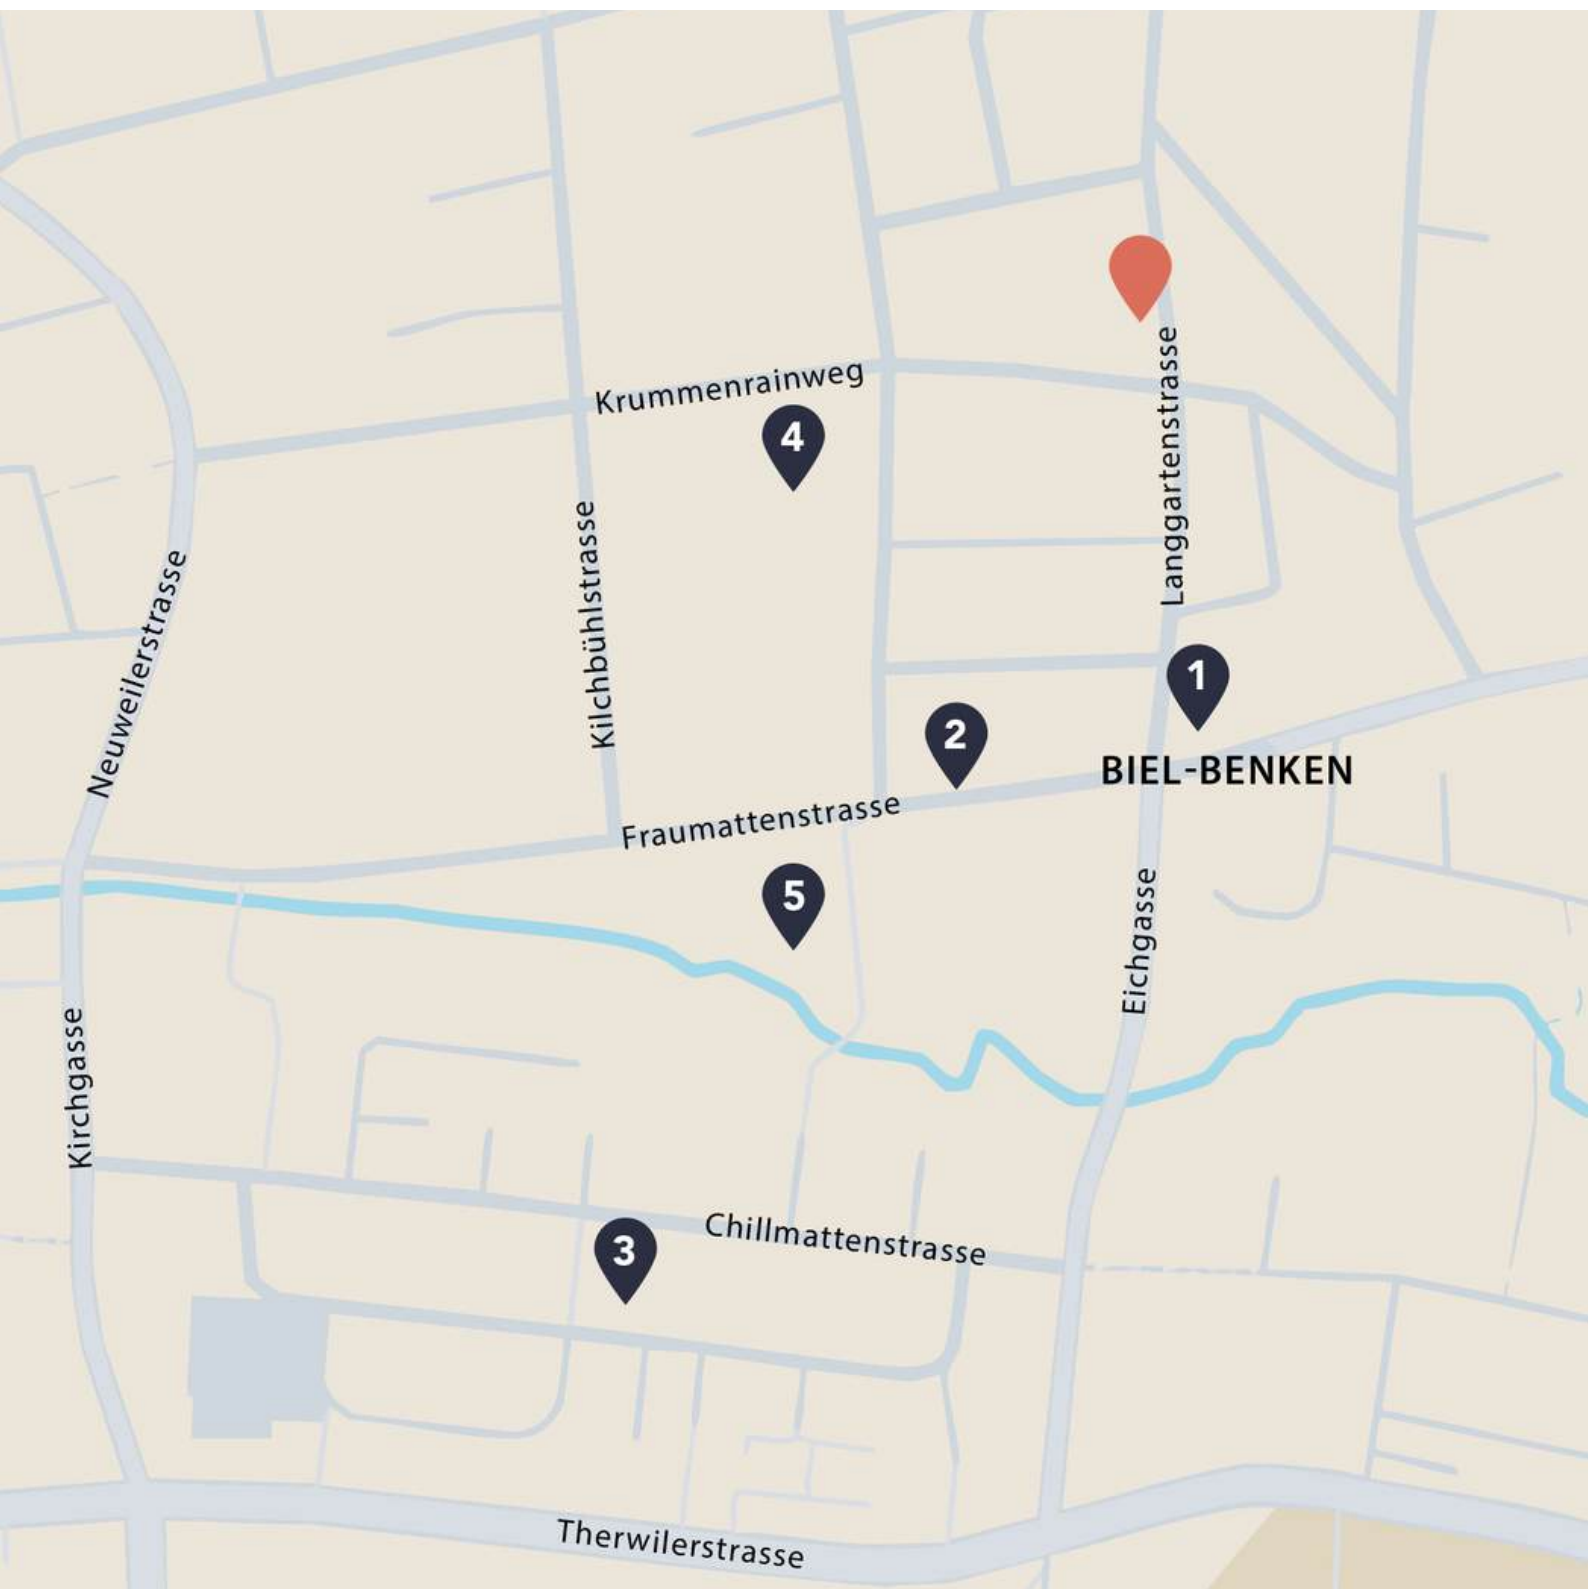 Krummenrainweg
Langgartenstrasse
4
Kilchbühlstrasse
Neuweilerstrasse
1
2
BIEL-BENKEN
Fraumattenstrasse
5
Eichgasse
Kirchgasse
Chillmattenstrasse
3
Therwilerstrasse